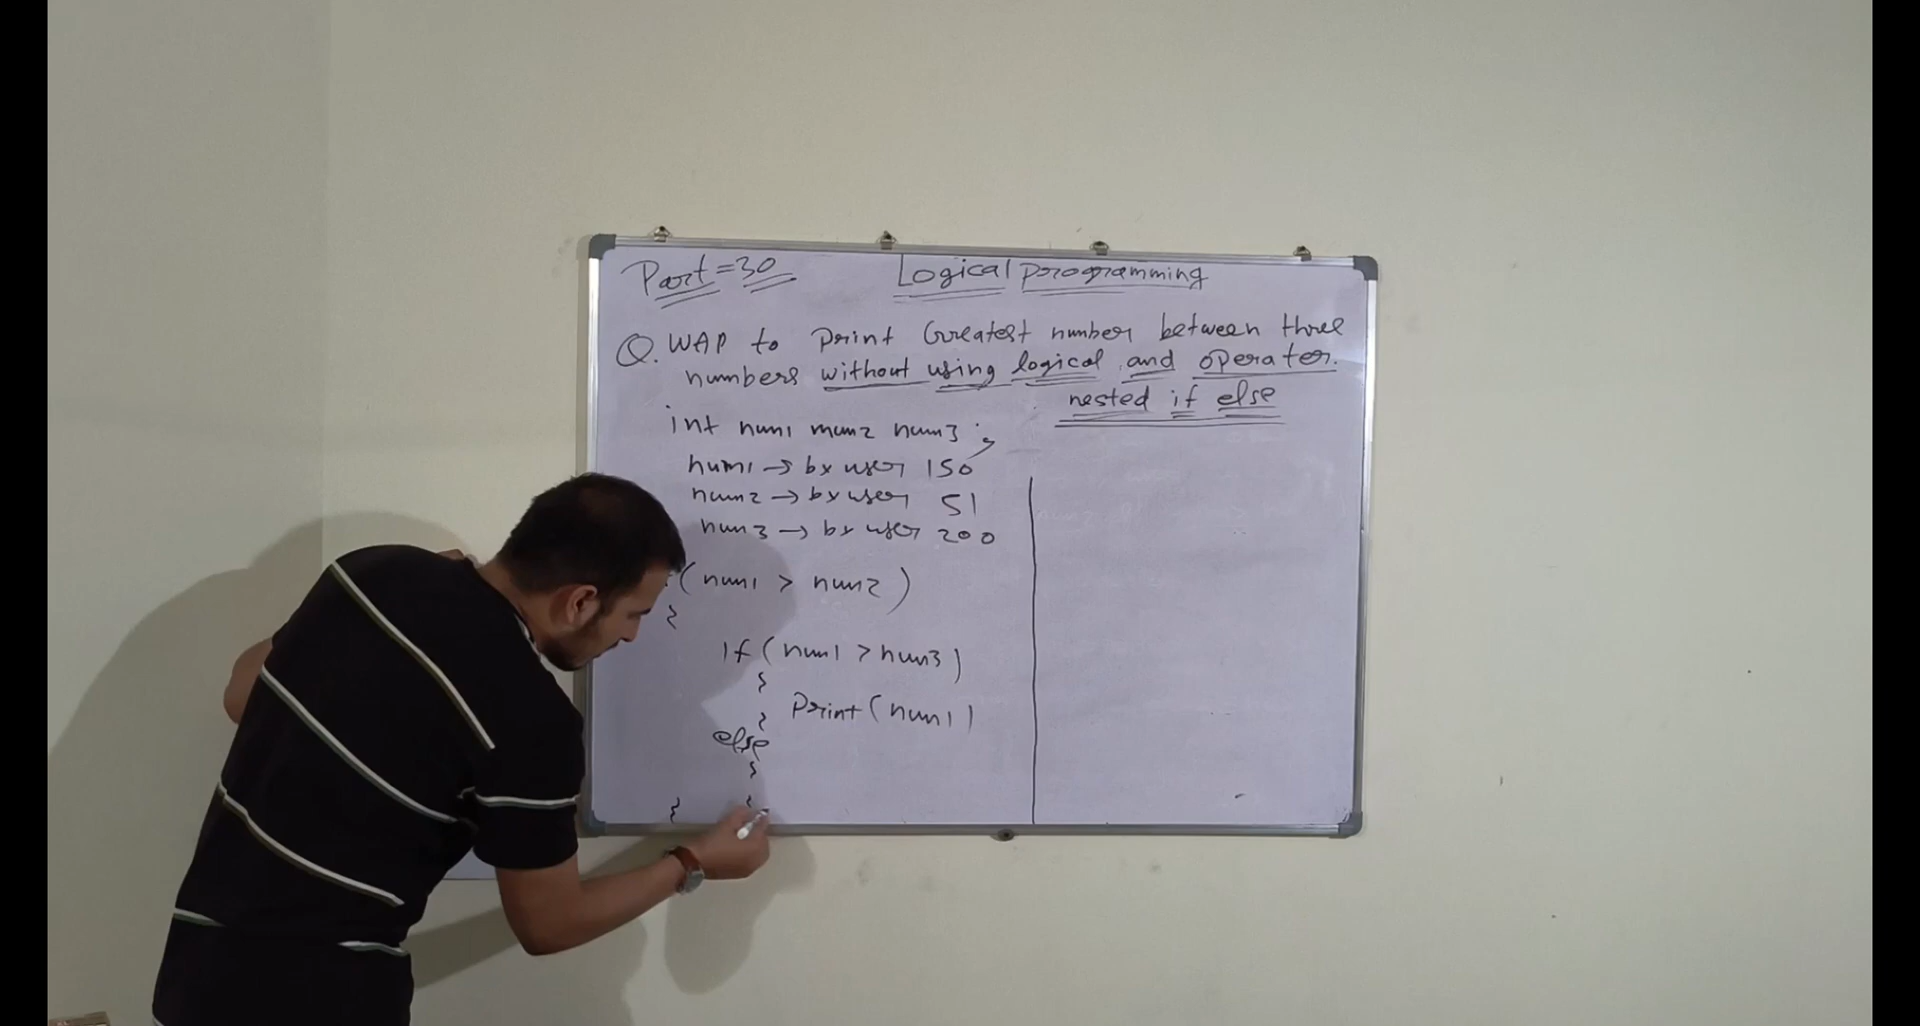 Part=30 Logical programming
Q. WAP to Print Greatest number between three
numbers without using logical and operator.
nested if else
int num1 mum2 num3 ;
num1 → by user 150
num2 → by user 51
num3 → by user 200
(num1 > num2)
{
if (num1 > num3)
{
Print (num1)
}
else
{
}
}